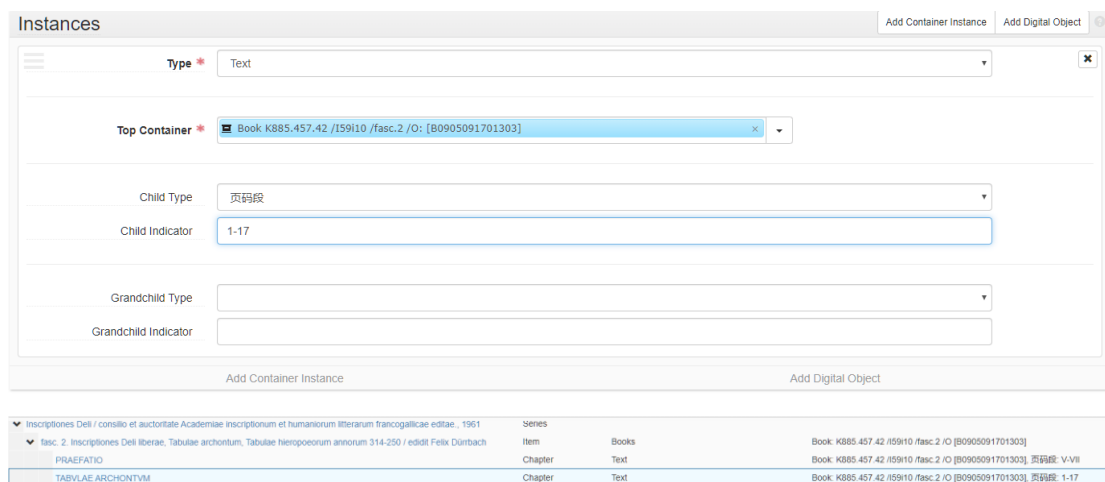 Instances
Add Container Instance Add Digital Object
Type * Text
Top Container * Book K885.457.42 /I59i10 /fasc.2 /O: [B0905091701303] ×
Child Type 页码段
Child Indicator 1-17
Grandchild Type
Grandchild Indicator
Add Container Instance Add Digital Object
Inscriptiones Deli / consilio et auctoritate Academiae inscriptionum et humaniorum litterarum francogallicae editae., 1961 Series
fasc. 2. Inscriptiones Deli liberae, Tabulae archontum, Tabulae hieropoeorum annorum 314-250 / edidit Felix Dürrbach Item Books Book: K885.457.42 /I59i10 /fasc.2 /O [B0905091701303]
PRAEFATIO Chapter Text Book: K885.457.42 /I59i10 /fasc.2 /O [B0905091701303], 页码段: V-VII
TABVLAE ARCHONTVM Chapter Text Book: K885.457.42 /I59i10 /fasc.2 /O [B0905091701303], 页码段: 1-17